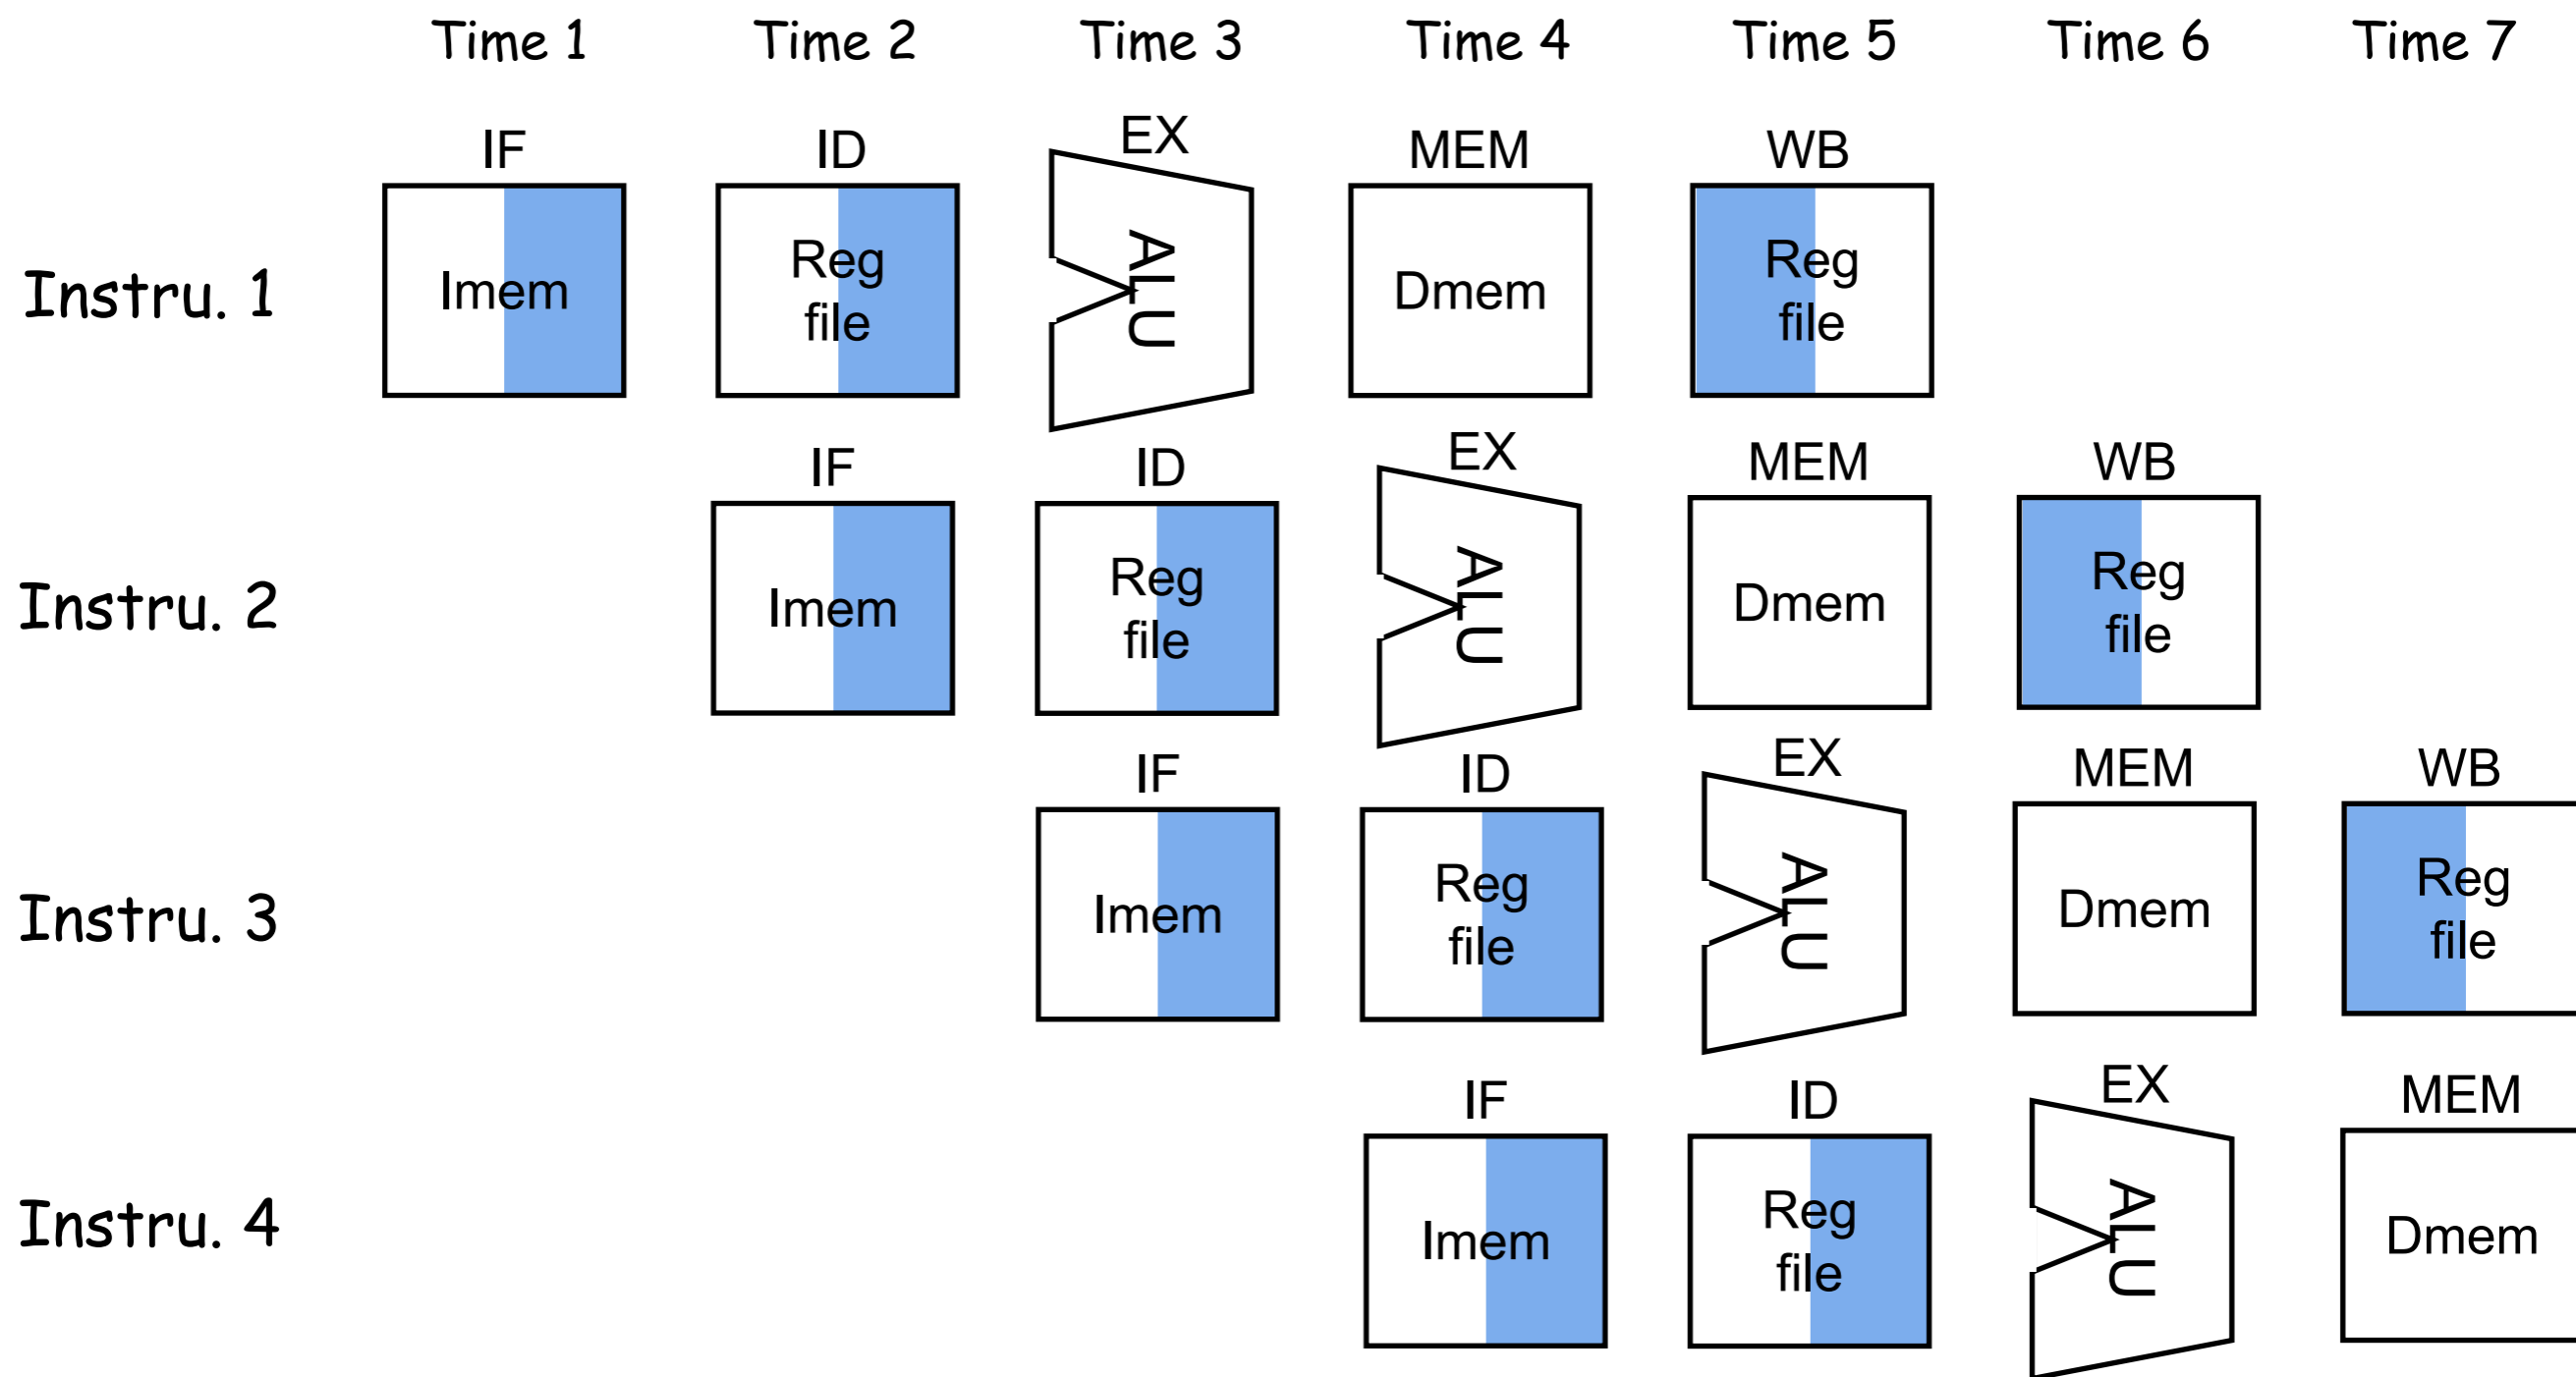 Time 1 Time 2 Time 3 Time 4 Time 5 Time 6 Time 7
IF ID EX MEM WB
Instru. 1 Imem Reg file ALU Dmem Reg file
IF ID EX MEM WB
Instru. 2 Imem Reg file ALU Dmem Reg file
IF ID EX MEM WB
Instru. 3 Imem Reg file ALU Dmem Reg file
IF ID EX MEM
Instru. 4 Imem Reg file ALU Dmem